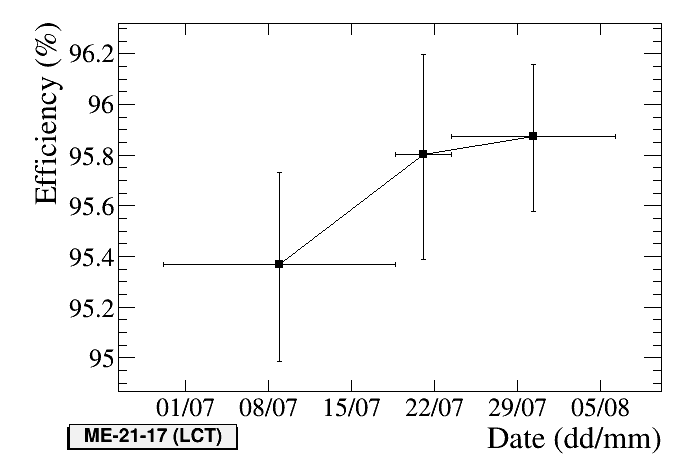 Efficiency (%)
96.2
96
95.8
95.6
95.4
95.2
95
01/07 08/07 15/07 22/07 29/07 05/08
ME-21-17 (LCT)
Date (dd/mm)